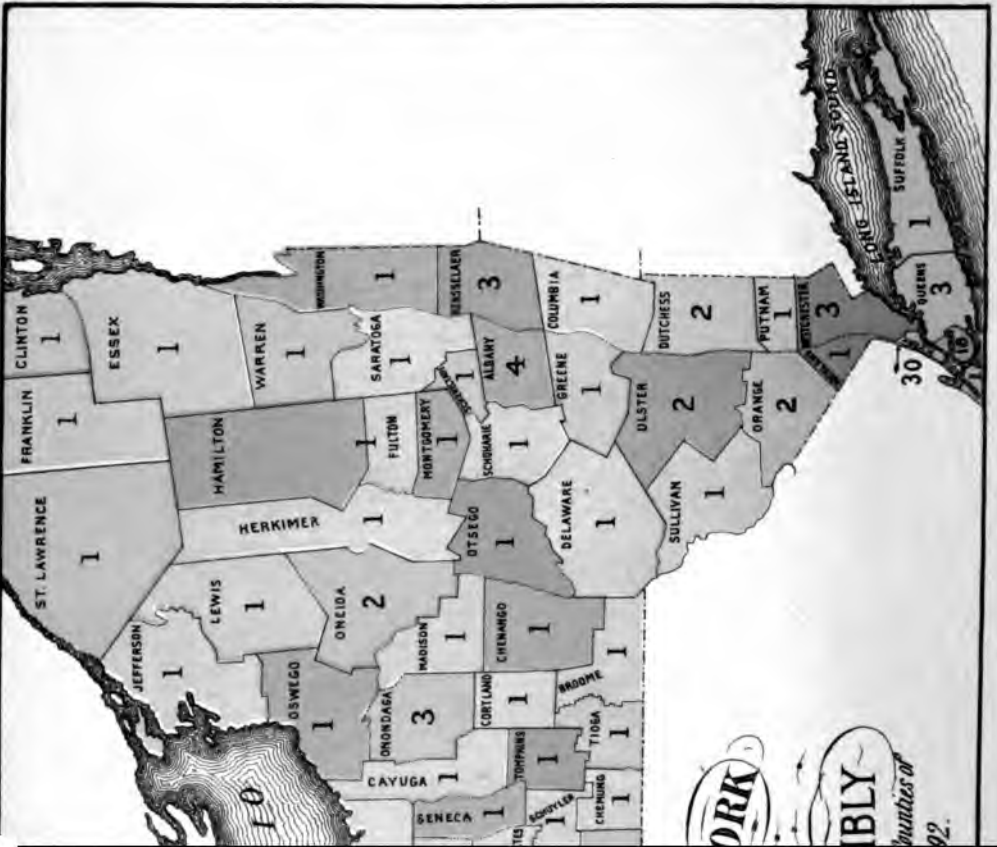 CLINTON
1
FRANKLIN
1
ESSEX
1
ST. LAWRENCE
1
HAMILTON
1
WARREN
1
WASHINGTON
1
SARATOGA
1
FULTON
HERKIMER
1
LEWIS
1
JEFFERSON
1
ONEIDA
2
OSWEGO
1
MONTGOMERY
1
SCHENECTADY
1
RENSSELAER
3
ALBANY
4
SCHOHARIE
1
OTSEGO
1
MADISON
1
ONONDAGA
3
CAYUGA
1
SENECA
1
CORTLAND
1
CHENANGO
1
COLUMBIA
1
GREENE
1
DELAWARE
1
BROOME
1
TIOGA
1
TOMPKINS
1
SCHUYLER
1
TES
CHEMUNG
1
DUTCHESS
2
ULSTER
2
SULLIVAN
1
ORANGE
2
PUTNAM
1
WESTCHESTER
3
1
LONG ISLAND SOUND
SUFFOLK
1
QUEENS
3
30
18
ORK
IBLY
ounties of
92.